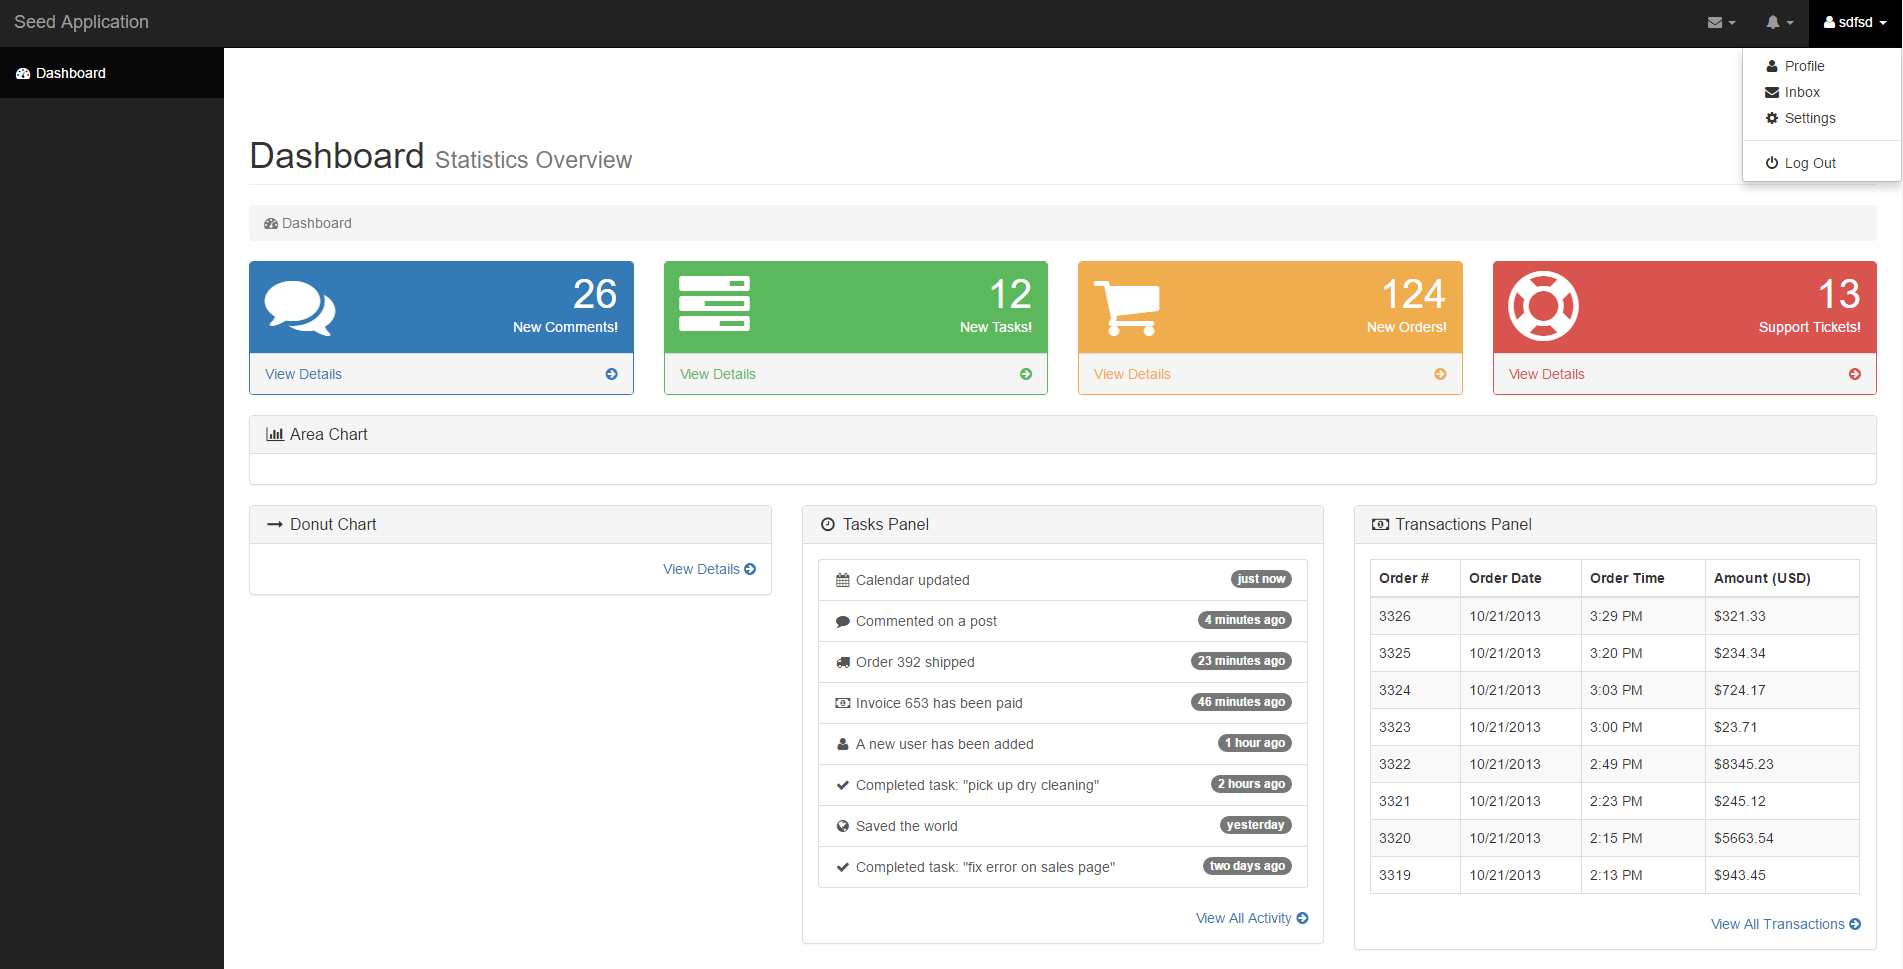 Seed Application
sdfsd
Dashboard
Profile
Inbox
Settings
Log Out
Dashboard Statistics Overview
Dashboard
26
New Comments!
View Details
12
New Tasks!
View Details
124
New Orders!
View Details
13
Support Tickets!
View Details
Area Chart
Donut Chart
View Details
Tasks Panel
Calendar updated just now
Commented on a post 4 minutes ago
Order 392 shipped 23 minutes ago
Invoice 653 has been paid 46 minutes ago
A new user has been added 1 hour ago
Completed task: "pick up dry cleaning" 2 hours ago
Saved the world yesterday
Completed task: "fix error on sales page" two days ago
View All Activity
Transactions Panel
Order # Order Date Order Time Amount (USD)
3326 10/21/2013 3:29 PM $321.33
3325 10/21/2013 3:20 PM $234.34
3324 10/21/2013 3:03 PM $724.17
3323 10/21/2013 3:00 PM $23.71
3322 10/21/2013 2:49 PM $8345.23
3321 10/21/2013 2:23 PM $245.12
3320 10/21/2013 2:15 PM $5663.54
3319 10/21/2013 2:13 PM $943.45
View All Transactions